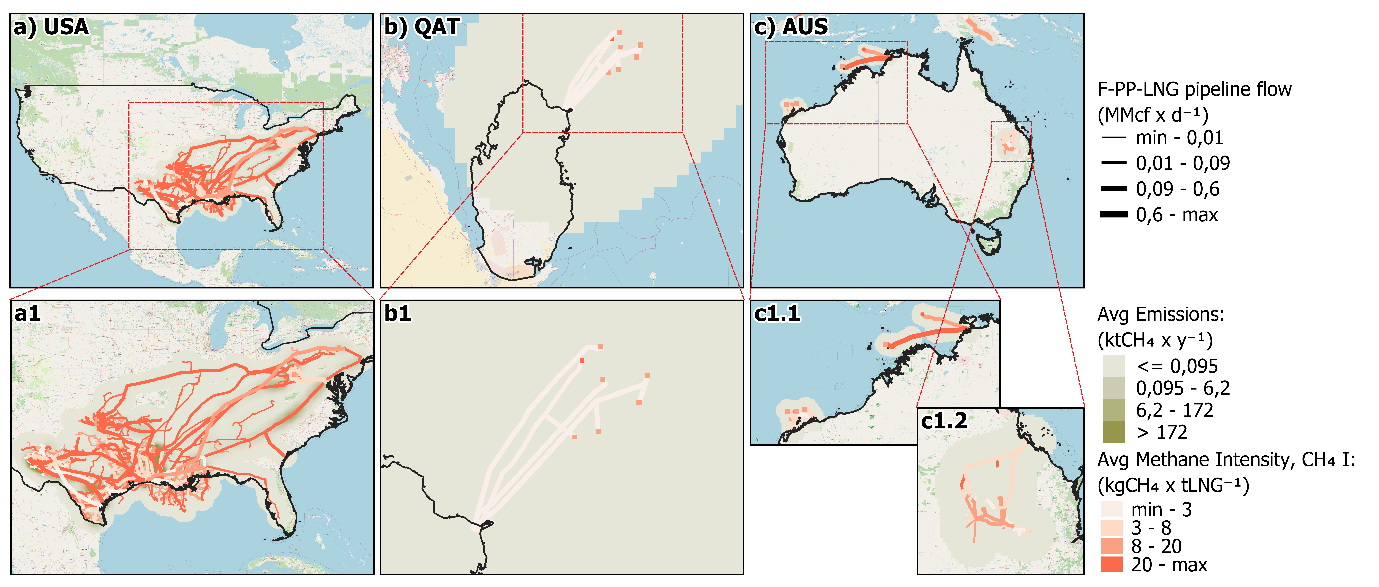 a) USA
b) QAT
c) AUS
a1
b1
c1.1
c1.2
F-PP-LNG pipeline flow
(MMcf x d⁻¹)
min - 0,01
0,01 - 0,09
0,09 - 0,6
0,6 - max
Avg Emissions:
(ktCH₄ x y⁻¹)
<= 0,095
0,095 - 6,2
6,2 - 172
> 172
Avg Methane Intensity, CH₄ I:
(kgCH₄ x tLNG⁻¹)
min - 3
3 - 8
8 - 20
20 - max